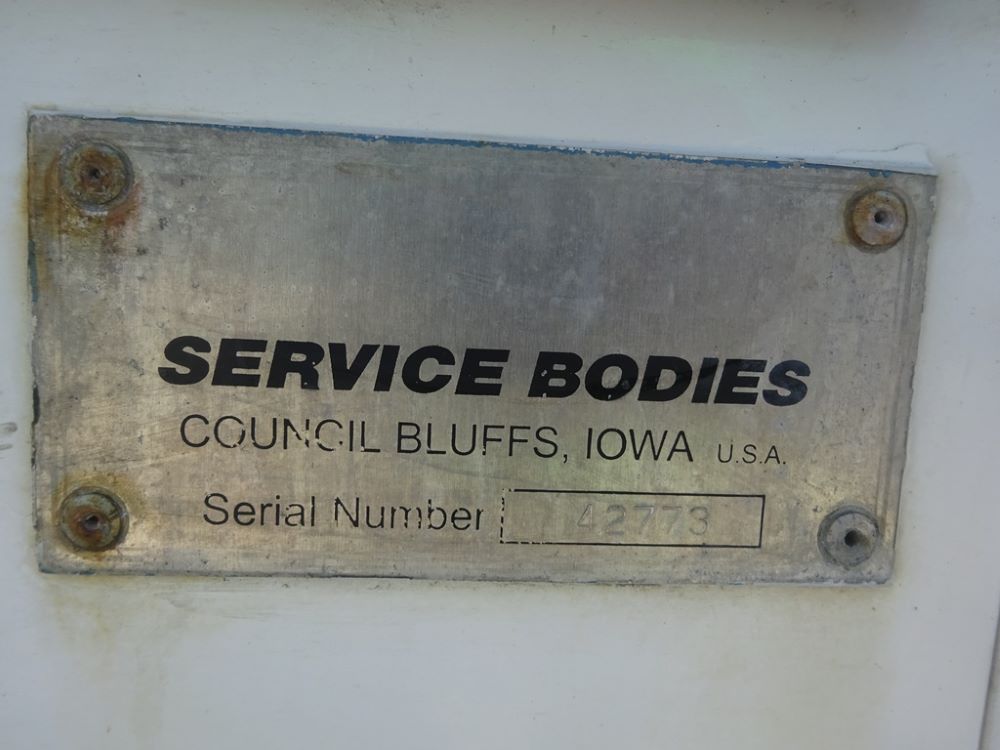 SERVICE BODIES
COUNCIL BLUFFS, IOWA U.S.A.
Serial Number 42773